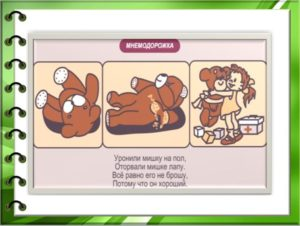 МНЕМОДОРОЖКА
Уронили мишку на пол,
Оторвали мишке лапу.
Всё равно его не брошу,
Потому что он хороший.